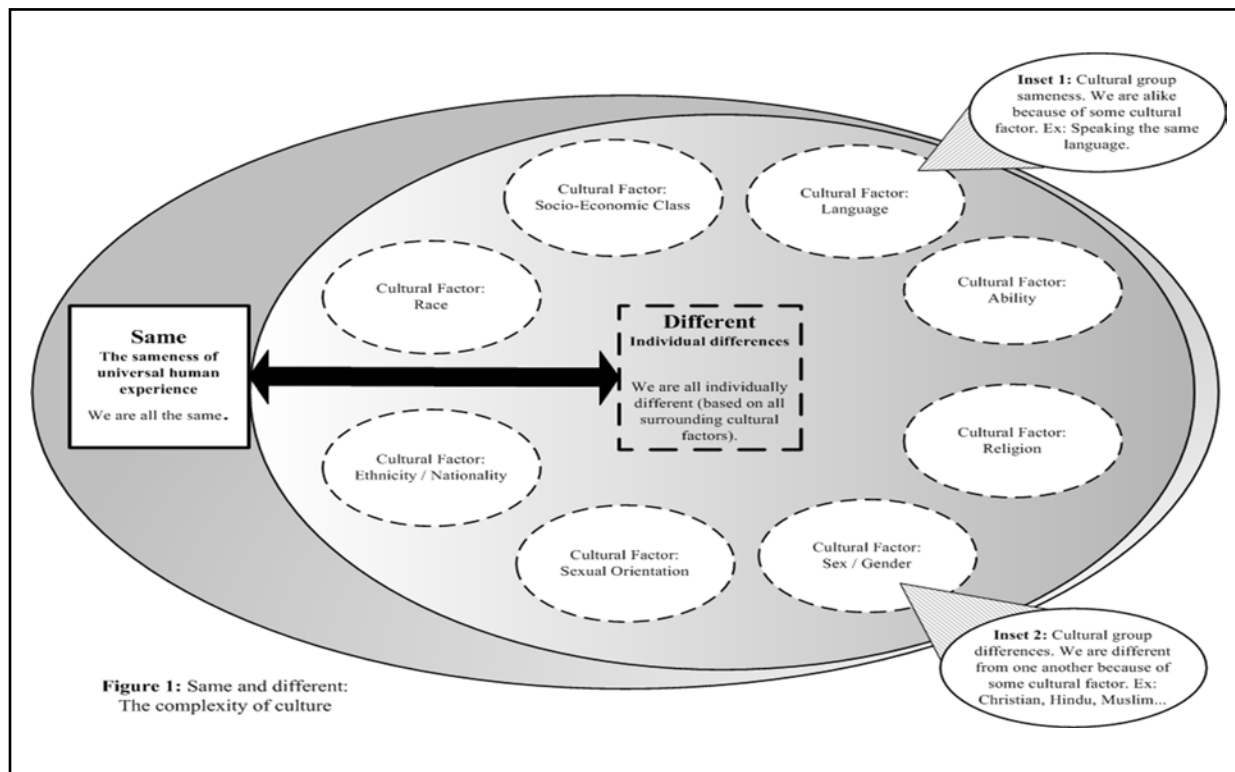 Inset 1: Cultural group
sameness. We are alike
because of some cultural
factor. Ex: Speaking the same
language.
Cultural Factor:
Socio-Economic Class
Cultural Factor:
Language
Cultural Factor:
Race
Cultural Factor:
Ability
Same
The sameness of
universal human
experience
We are all the same.
Different
Individual differences
We are all individually
different (based on all
surrounding cultural
factors).
Cultural Factor:
Ethnicity / Nationality
Cultural Factor:
Religion
Cultural Factor:
Sexual Orientation
Cultural Factor:
Sex / Gender
Inset 2: Cultural group
differences. We are different
from one another because of
some cultural factor. Ex:
Christian, Hindu, Muslim...
Figure 1: Same and different:
The complexity of culture